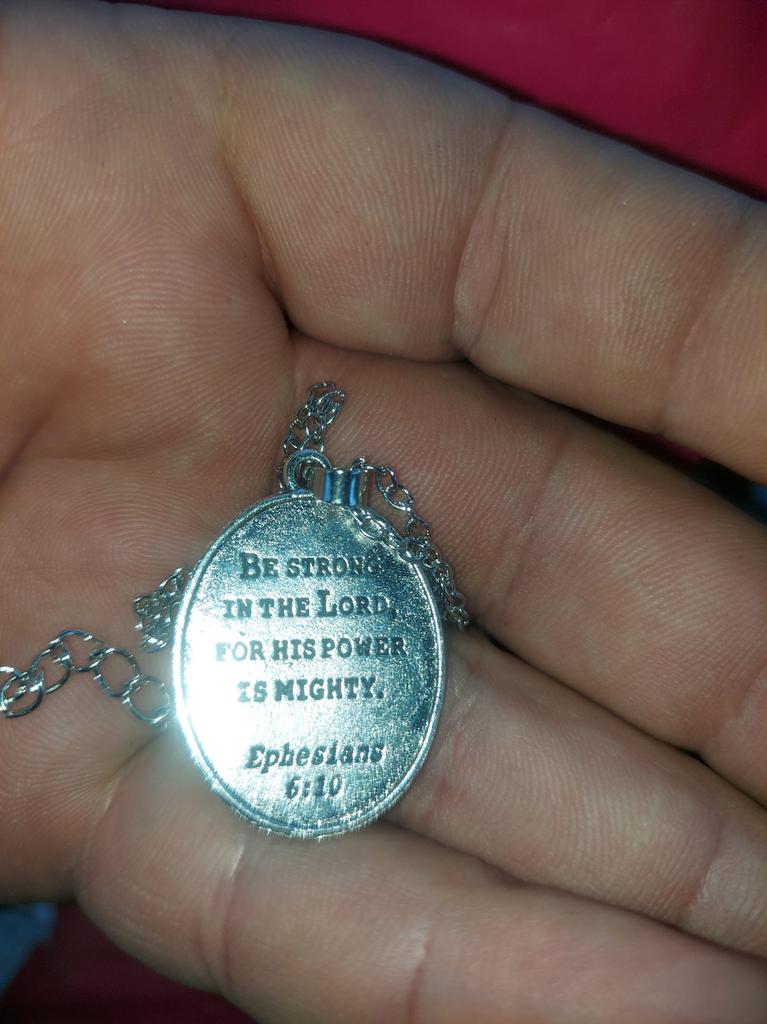 BE STRONG
IN THE LORD,
FOR HIS POWER
IS MIGHTY.
Ephesians
6:10